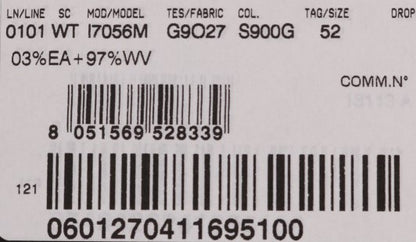 LN/LINE SC MOD/MODEL TES/FABRIC COL. TAG/SIZE DROP
0101 WT I7056M G9O27 S900G 52
03%EA+97%WV
COMM.N°
8 051569 528339
121
0601270411695100